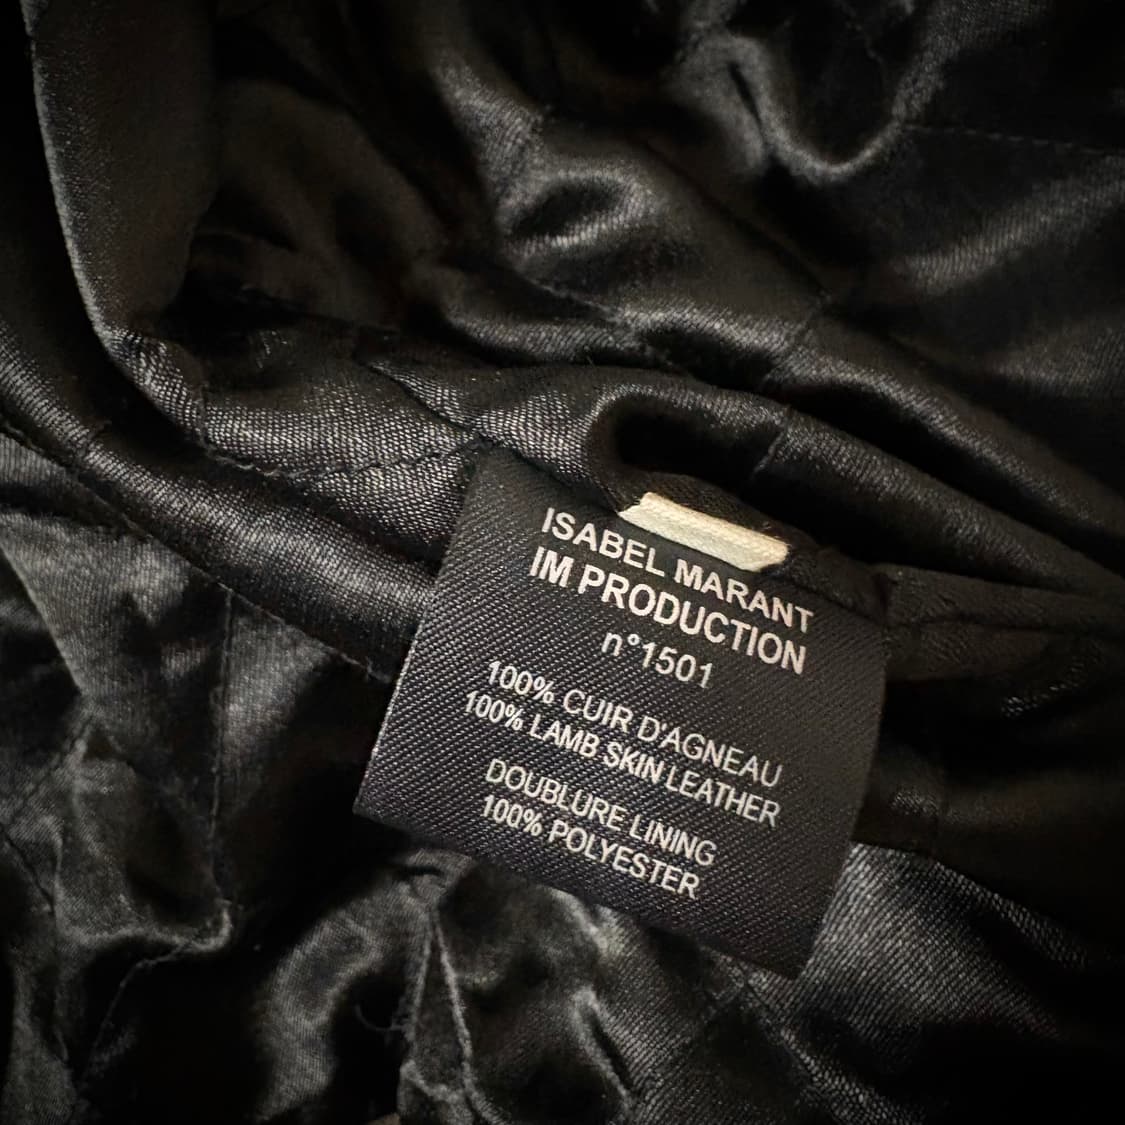 ISABEL MARANT
IM PRODUCTION
n°1501
100% CUIR D'AGNEAU
100% LAMB SKIN LEATHER
DOUBLURE LINING
100% POLYESTER